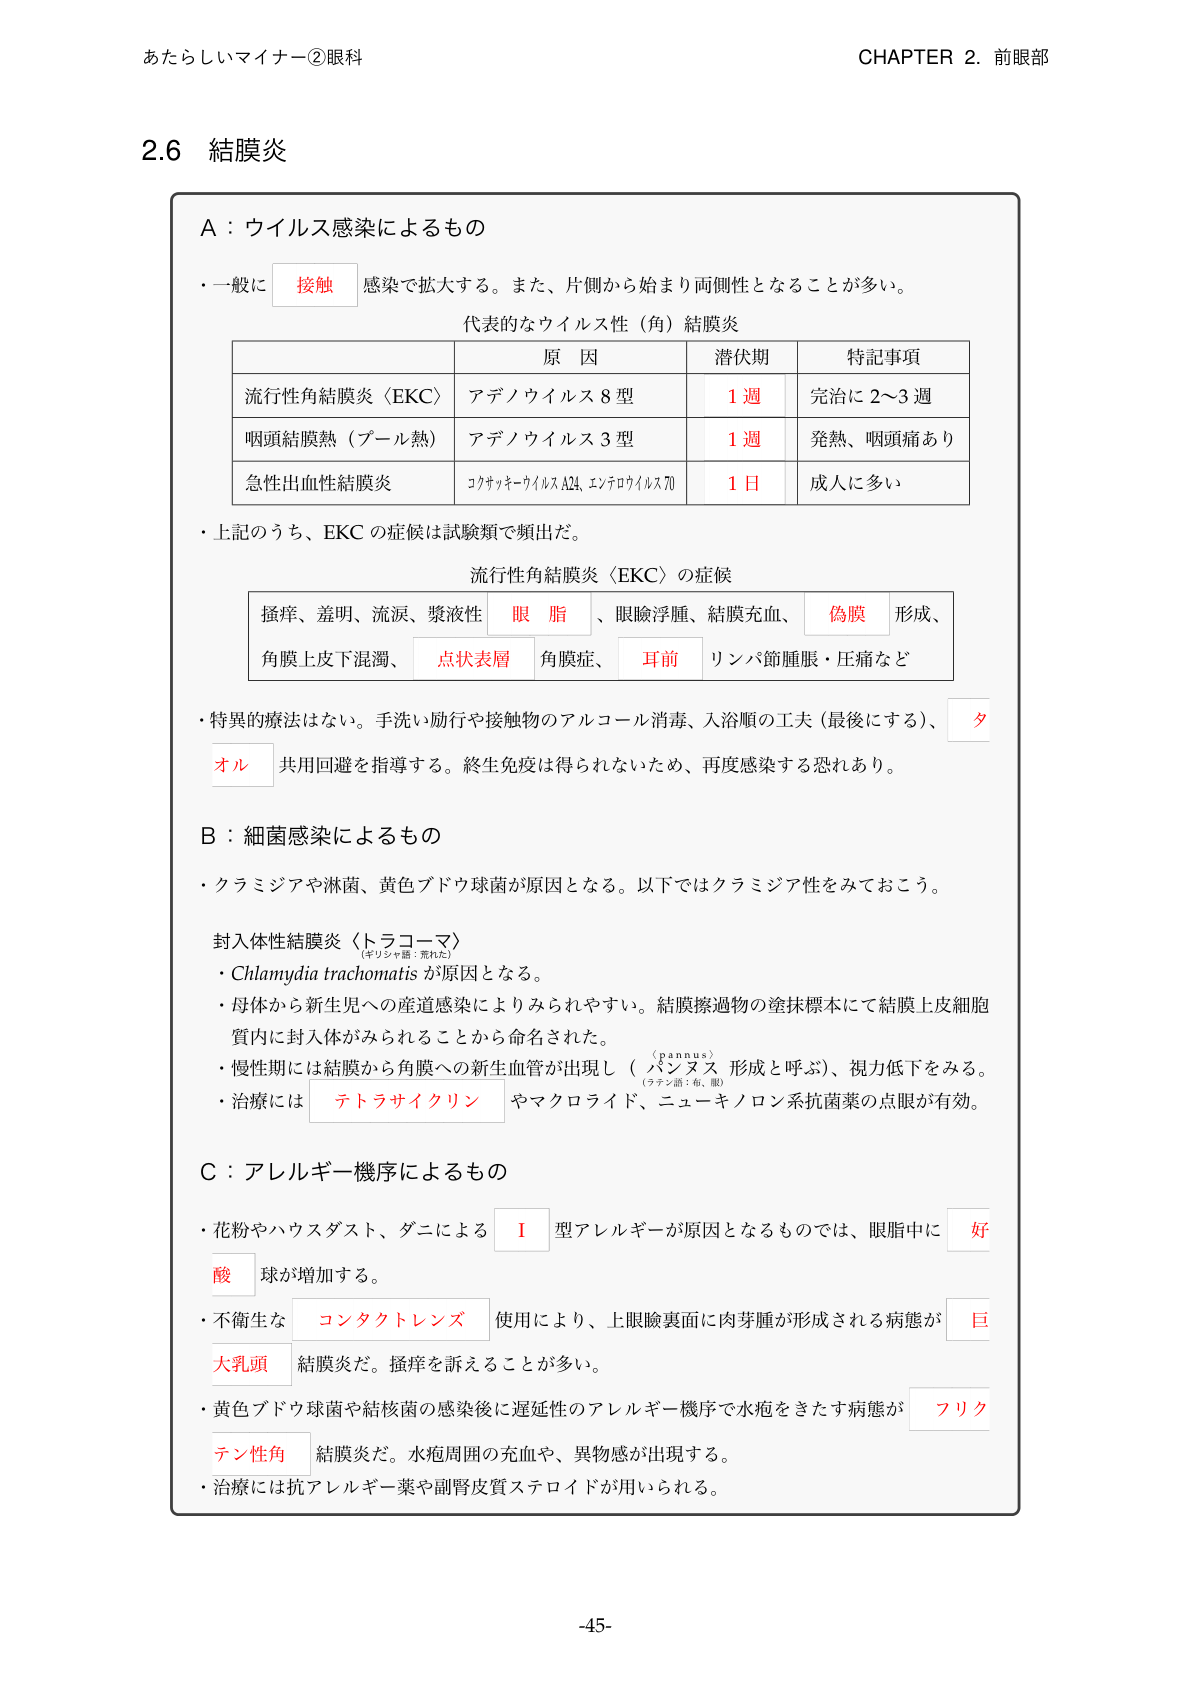 あたらしいマイナー②眼科　CHAPTER 2. 前眼部
2.6　結膜炎
A：ウイルス感染によるもの
・一般に 接触 感染で拡大する。また、片側から始まり両側性となることが多い。
代表的なウイルス性（角）結膜炎
原　因　潜伏期　特記事項
流行性角結膜炎〈EKC〉　アデノウイルス 8 型　1 週　完治に 2〜3 週
咽頭結膜熱（プール熱）　アデノウイルス 3 型　1 週　発熱、咽頭痛あり
急性出血性結膜炎　コクサッキーウイルス A24、エンテロウイルス 70　1 日　成人に多い
・上記のうち、EKC の症候は試験類で頻出だ。
流行性角結膜炎〈EKC〉の症候
掻痒、羞明、流涙、漿液性 眼　脂 、眼瞼浮腫、結膜充血、 偽膜 形成、
角膜上皮下混濁、 点状表層 角膜症、 耳前 リンパ節腫脹・圧痛など
・特異的療法はない。手洗い励行や接触物のアルコール消毒、入浴順の工夫（最後にする）、 タ
オル 共用回避を指導する。終生免疫は得られないため、再度感染する恐れあり。
B：細菌感染によるもの
・クラミジアや淋菌、黄色ブドウ球菌が原因となる。以下ではクラミジア性をみておこう。
封入体性結膜炎〈トラコーマ〉
（ギリシャ語：荒れた）
・Chlamydia trachomatis が原因となる。
・母体から新生児への産道感染によりみられやすい。結膜擦過物の塗抹標本にて結膜上皮細胞
質内に封入体がみられることから命名された。
〈pannus〉
・慢性期には結膜から角膜への新生血管が出現し（ パンヌス 形成と呼ぶ）、視力低下をみる。
（ラテン語：布、服）
・治療には テトラサイクリン やマクロライド、ニューキノロン系抗菌薬の点眼が有効。
C：アレルギー機序によるもの
・花粉やハウスダスト、ダニによる I 型アレルギーが原因となるものでは、眼脂中に 好
酸 球が増加する。
・不衛生な コンタクトレンズ 使用により、上眼瞼裏面に肉芽腫が形成される病態が 巨
大乳頭 結膜炎だ。掻痒を訴えることが多い。
・黄色ブドウ球菌や結核菌の感染後に遅延性のアレルギー機序で水疱をきたす病態が フリク
テン性角 結膜炎だ。水疱周囲の充血や、異物感が出現する。
・治療には抗アレルギー薬や副腎皮質ステロイドが用いられる。
-45-